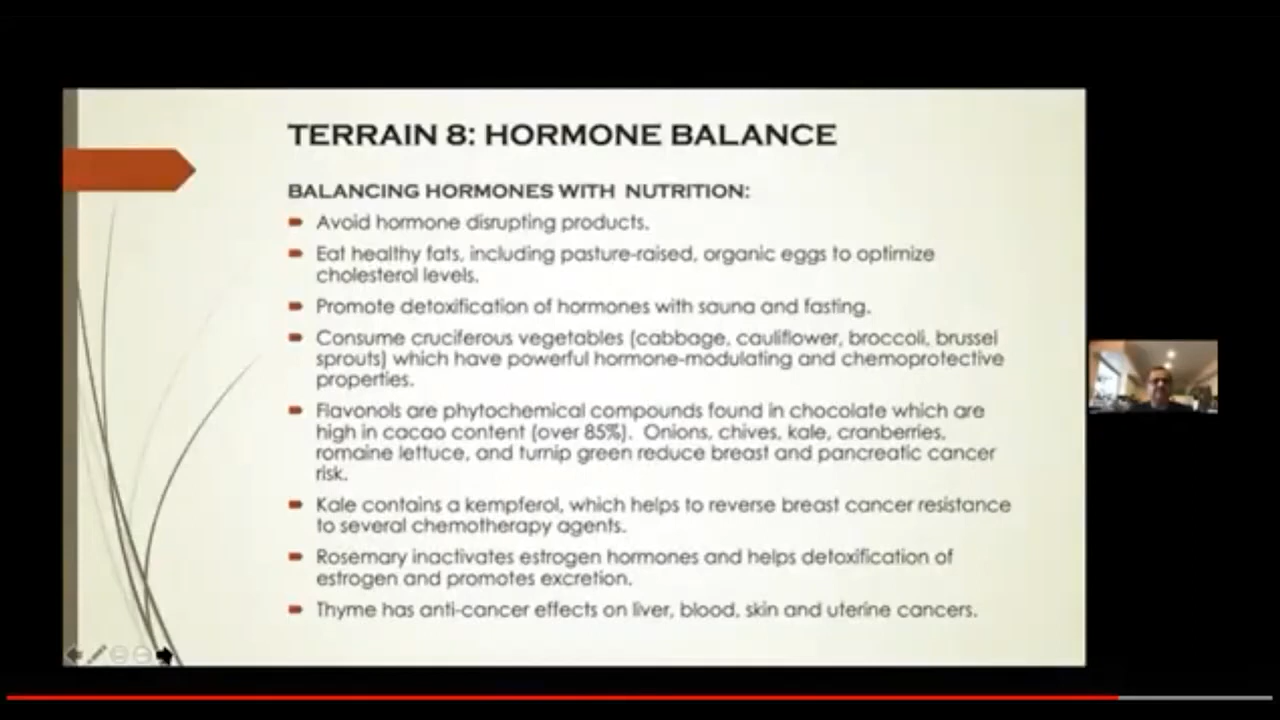 TERRAIN 8: HORMONE BALANCE
BALANCING HORMONES WITH NUTRITION:
Avoid hormone disrupting products.
Eat healthy fats, including pasture-raised, organic eggs to optimize
cholesterol levels.
Promote detoxification of hormones with sauna and fasting.
Consume cruciferous vegetables (cabbage, cauliflower, broccoli, brussel
sprouts) which have powerful hormone-modulating and chemoprotective
properties.
Flavonols are phytochemical compounds found in chocolate which are
high in cacao content (over 85%). Onions, chives, kale, cranberries,
romaine lettuce, and turnip green reduce breast and pancreatic cancer
risk.
Kale contains a kempferol, which helps to reverse breast cancer resistance
to several chemotherapy agents.
Rosemary inactivates estrogen hormones and helps detoxification of
estrogen and promotes excretion.
Thyme has anti-cancer effects on liver, blood, skin and uterine cancers.